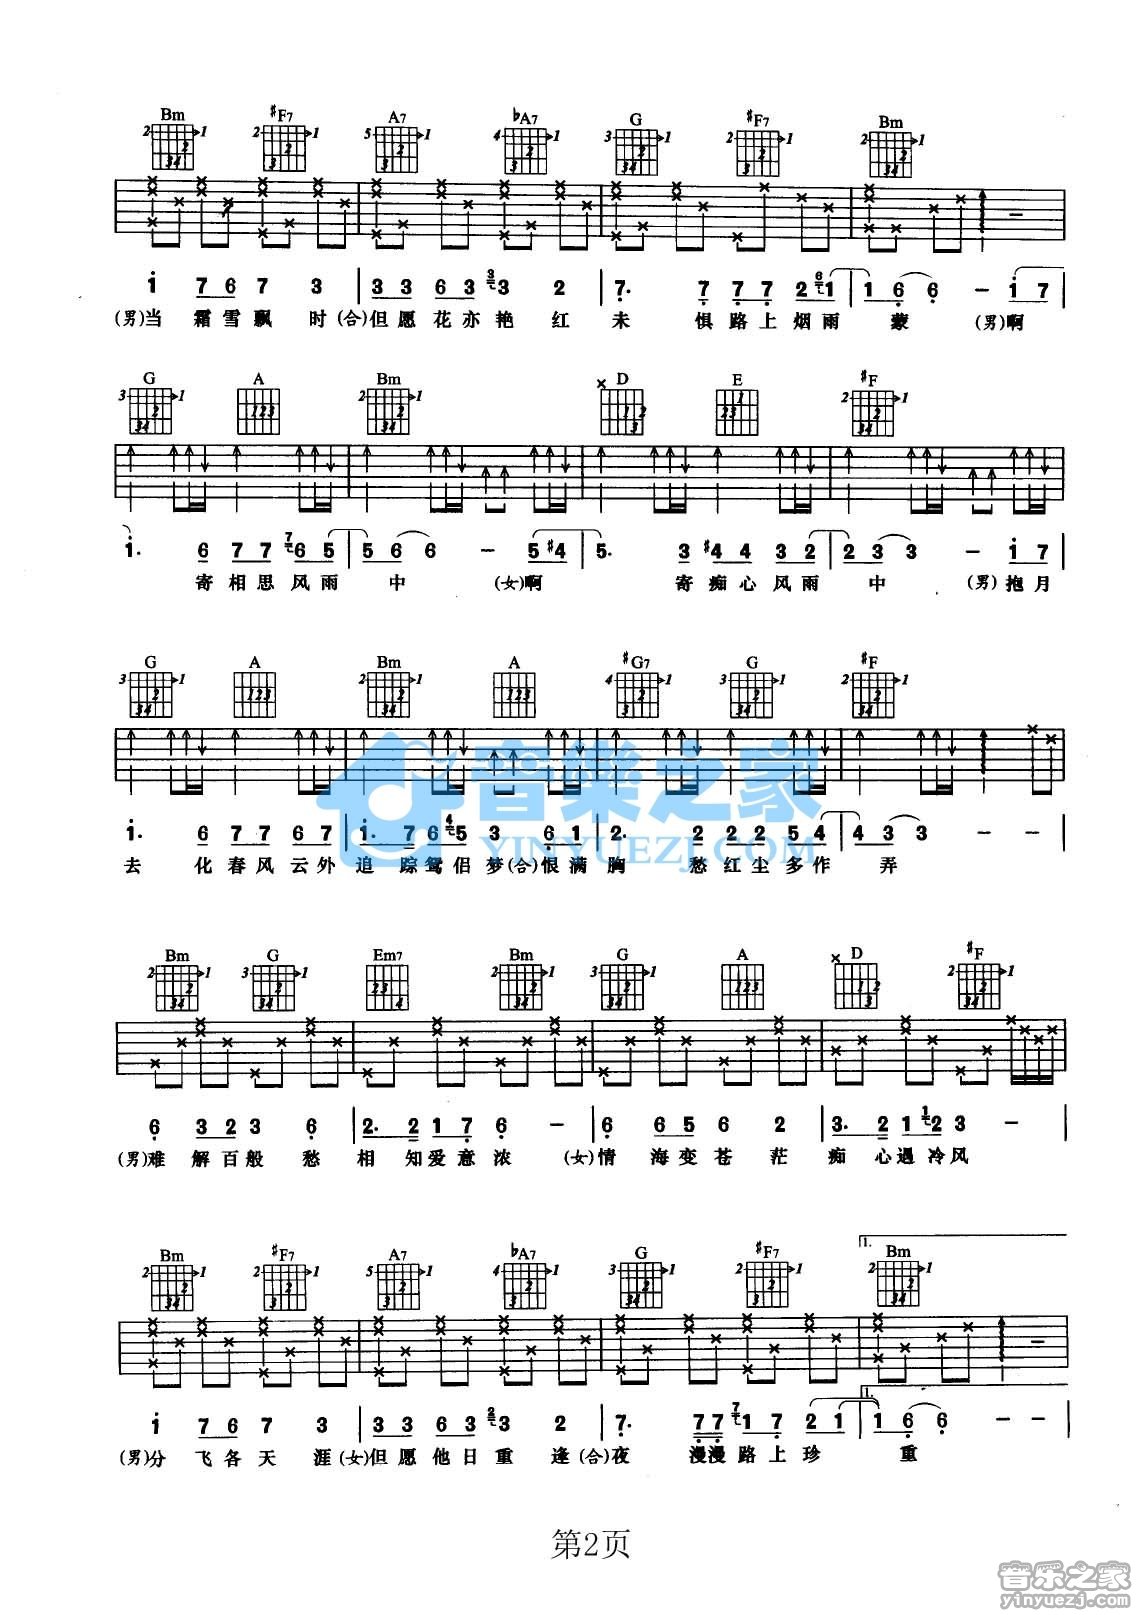 Bm #F7 A7 bA7 G #F7 Bm
i 7 6 7 3 | 3 3 6 3 3 3 2 | 7. 7 7 7 2 6 1 | 1 6 6 - i 7
(男)当 霜雪飘 时(合)但愿花亦艳红 未 惧路上烟雨 蒙 (男)啊
G A Bm D E #F
i. 6 7 7 7 6 5 | 5 6 6 - 5 #4 | 5. 3 #4 4 3 2 | 2 3 3 - i 7
寄相思风雨 中 (女)啊 寄痴心风雨 中 (男)抱月
G A Bm A #G7 G #F
i. 6 7 7 6 7 | i. 7 6 4 5 3 6 1 | 2. 2 2 2 5 4 | 4 3 3 - -
去 化春风云外 追 踪鸳侣梦(合)恨满 胸 愁红尘多作 弄
音樂之家
YINYUEZJ.COM
Bm G Em7 Bm G A D #F
6 3 2 3 6 | 2. 2 1 7 6 - | 6 6 5 6 2 | 3. 2 1 1 2 3 -
(男)难 解百般 愁 相 知爱意浓 (女)情 海变苍 茫 痴 心遇冷风
Bm #F7 A7 bA7 G #F7 1. Bm
1.
i 7 6 7 3 | 3 3 6 3 2 3 2 | 7. 7 7 7 1 7 2 1 | 1 6 6 - -
(男)分 飞各天 涯(女)但愿他日重 逢(合)夜 漫漫路上珍 重
第2页
音乐之家
yinyuezj.com